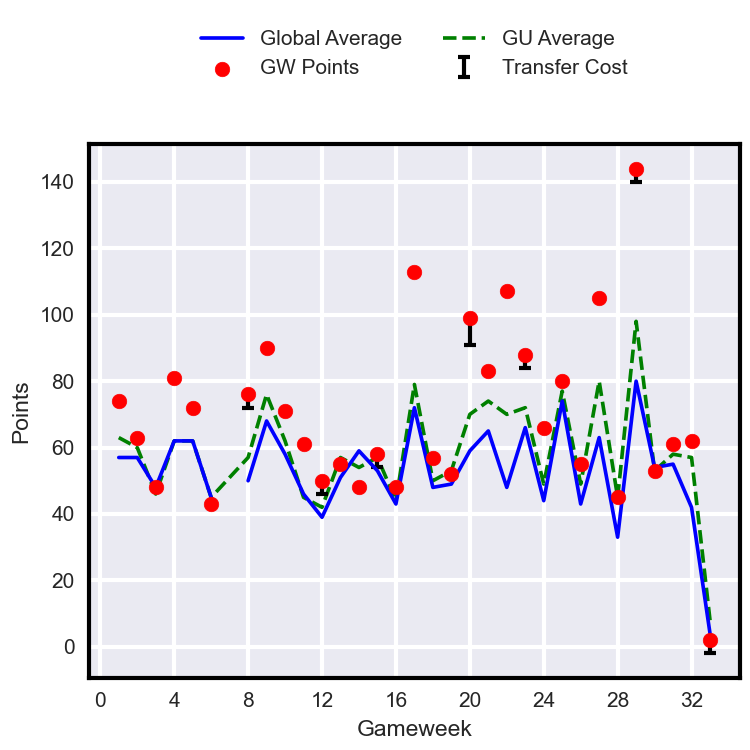 Global Average
GU Average
GW Points
Transfer Cost
140
120
100
80
60
40
20
0
Points
0 4 8 12 16 20 24 28 32
Gameweek